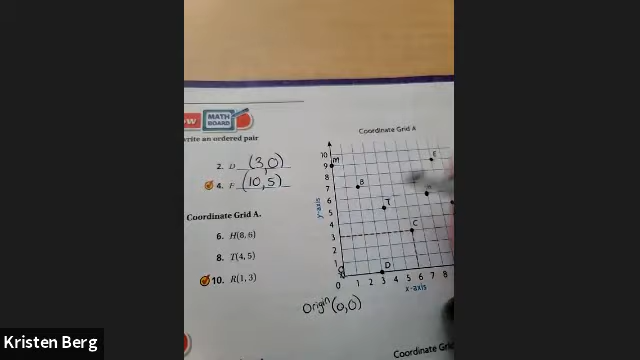 MATH
BOARD
write an ordered pair
2. D (3,0)
4. F (10,5)
Coordinate Grid A.
6. H(8, 6)
8. T(4, 5)
10. R(1, 3)
Coordinate Grid A
y-axis
10
9
8
7
6
5
4
3
2
1
0
M
E
B
T
C
D
0 1 2 3 4 5 6 7 8
x-axis
Origin (0,0)
Coordinate Grid
Kristen Berg